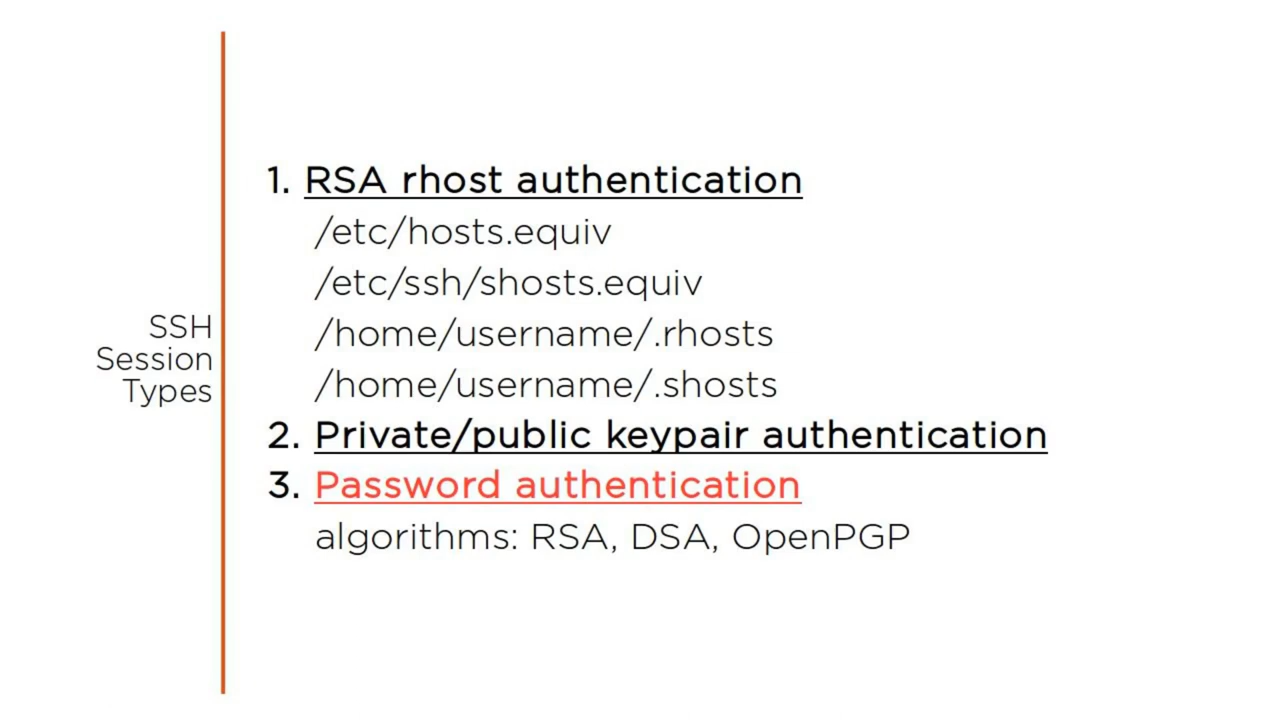 SSH
Session
Types
1. RSA rhost authentication
/etc/hosts.equiv
/etc/ssh/shosts.equiv
/home/username/.rhosts
/home/username/.shosts
2. Private/public keypair authentication
3. Password authentication
algorithms: RSA, DSA, OpenPGP